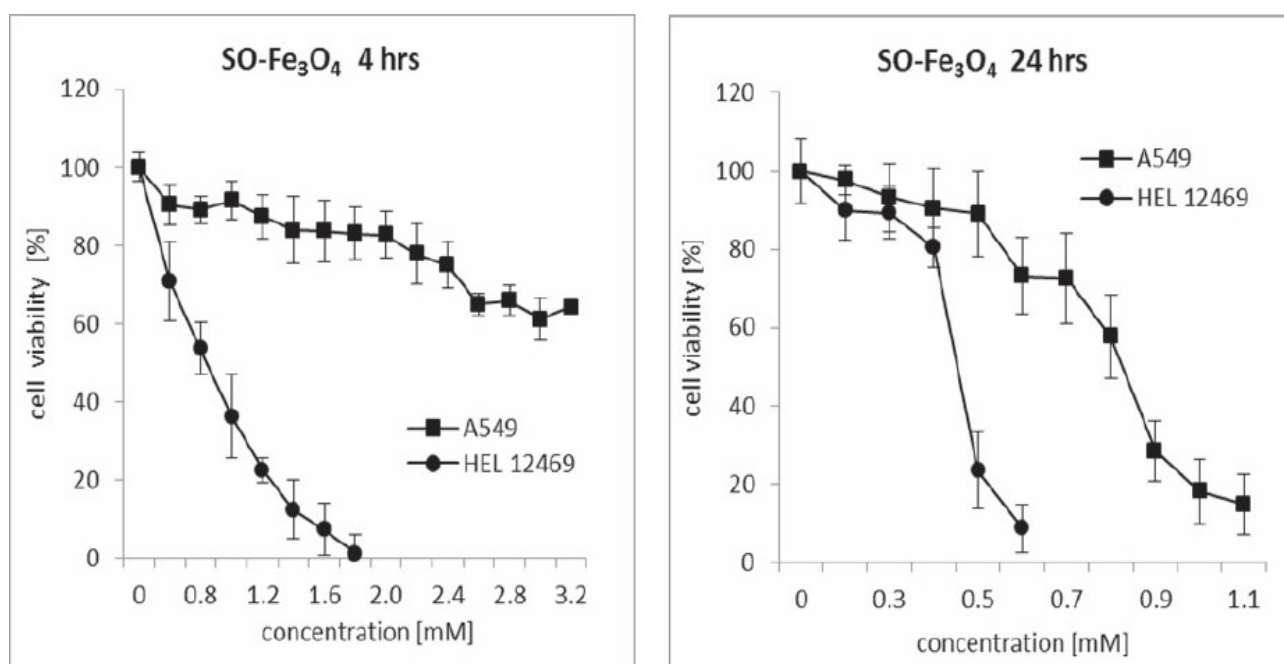 SO-Fe₃O₄ 4 hrs
120
100
80
60
40
20
0
cell viability [%]
A549
HEL 12469
0 0.8 1.2 1.6 2.0 2.4 2.8 3.2
concentration [mM]
SO-Fe₃O₄ 24 hrs
120
100
80
60
40
20
0
cell viability [%]
A549
HEL 12469
0 0.3 0.5 0.7 0.9 1.1
concentration [mM]